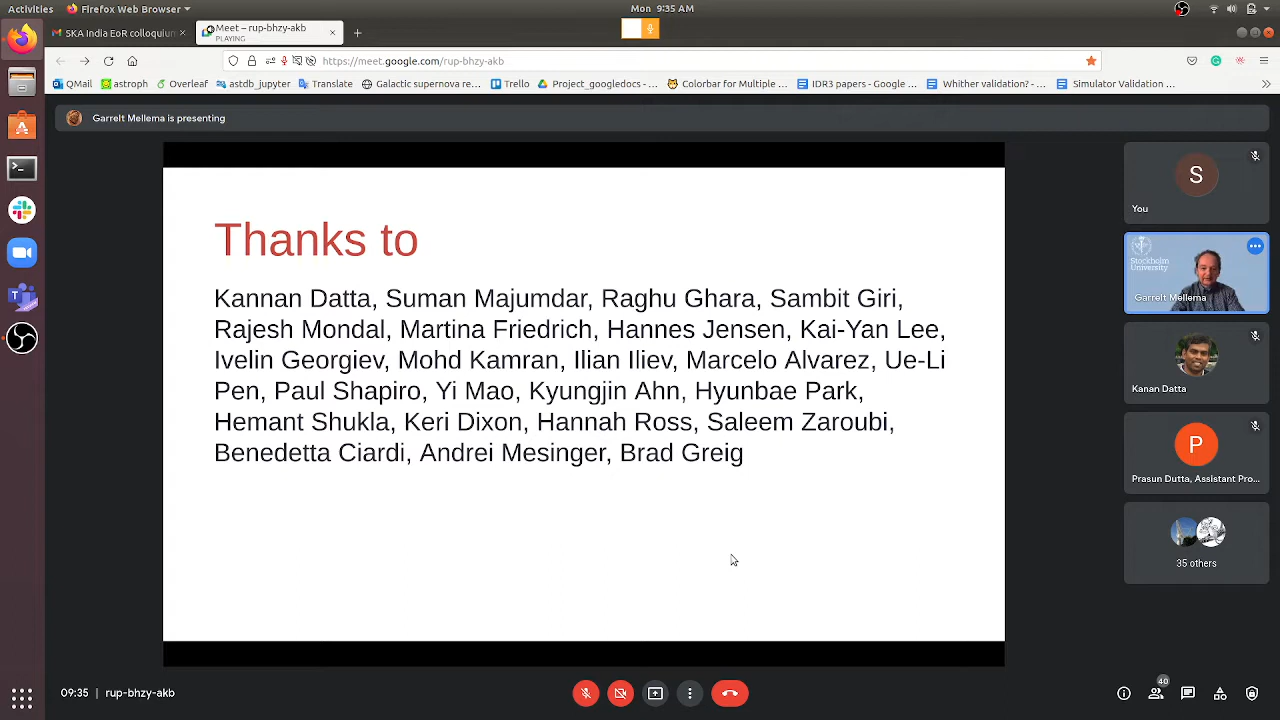 Activities
Firefox Web Browser
Mon 9:35 AM
SKA India EoR colloquium
Meet – rup-bhzy-akb
PLAYING
https://meet.google.com/rup-bhzy-akb
QMail
astroph
Overleaf
astdb_jupyter
Translate
Galactic supernova re...
Trello
Project_googledocs -...
Colorbar for Multiple ...
IDR3 papers - Google ...
Whither validation? - ...
Simulator Validation ...
Garrelt Mellema is presenting
Thanks to
Kannan Datta, Suman Majumdar, Raghu Ghara, Sambit Giri,
Rajesh Mondal, Martina Friedrich, Hannes Jensen, Kai-Yan Lee,
Ivelin Georgiev, Mohd Kamran, Ilian Iliev, Marcelo Alvarez, Ue-Li
Pen, Paul Shapiro, Yi Mao, Kyungjin Ahn, Hyunbae Park,
Hemant Shukla, Keri Dixon, Hannah Ross, Saleem Zaroubi,
Benedetta Ciardi, Andrei Mesinger, Brad Greig
S
You
Stockholm
University
Garrelt Mellema
Kanan Datta
P
Prasun Dutta, Assistant Pro...
35 others
09:35 | rup-bhzy-akb
40